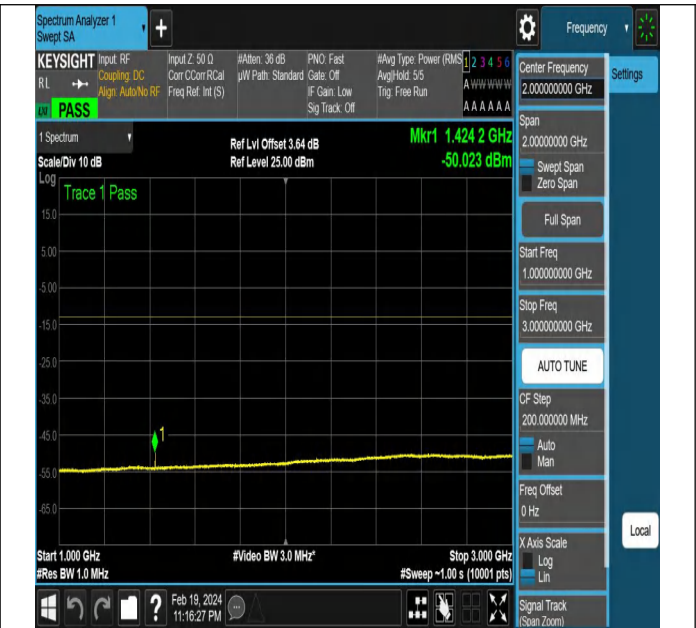 Spectrum Analyzer 1
Swept SA
+
Frequency
KEYSIGHT
RL
PASS
Input: RF
Coupling: DC
Align: Auto/No RF
Input Z: 50 Ω
Corr CCorr RCal
Freq Ref: Int (S)
#Atten: 36 dB
µW Path: Standard
PNO: Fast
Gate: Off
IF Gain: Low
Sig Track: Off
#Avg Type: Power (RMS
Avg|Hold: 5/5
Trig: Free Run
1 2 3 4 5 6
A W W W W W
A A A A A A
1 Spectrum
Scale/Div 10 dB
Ref Lvl Offset 3.64 dB
Ref Level 25.00 dBm
Mkr1 1.424 2 GHz
-50.023 dBm
Log
Trace 1 Pass
15.0
5.00
-5.00
-15.0
-25.0
-35.0
-45.0
-55.0
-65.0
1
Start 1.000 GHz
#Res BW 1.0 MHz
#Video BW 3.0 MHz*
Stop 3.000 GHz
#Sweep ~1.00 s (10001 pts)
?
Feb 19, 2024
11:16:27 PM
Center Frequency
2.000000000 GHz
Settings
Span
2.00000000 GHz
Swept Span
Zero Span
Full Span
Start Freq
1.000000000 GHz
Stop Freq
3.000000000 GHz
AUTO TUNE
CF Step
200.000000 MHz
Auto
Man
Freq Offset
0 Hz
X Axis Scale
Log
Lin
Local
Signal Track
(Span Zoom)